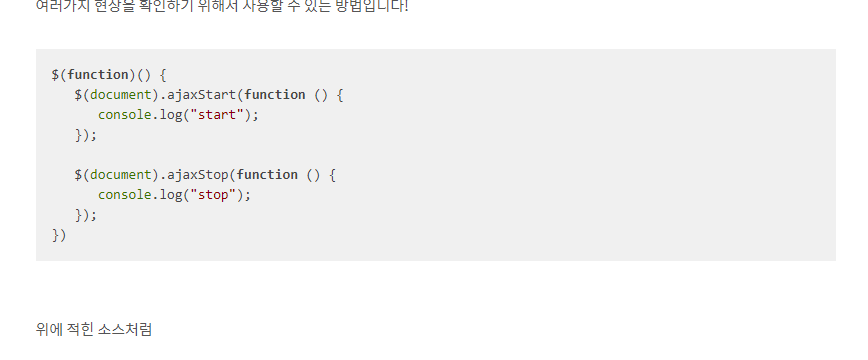 여러가지 현상을 확인하기 위해서 사용할 수 있는 방법입니다!
$(function)() {
$(document).ajaxStart(function () {
console.log("start");
});
$(document).ajaxStop(function () {
console.log("stop");
});
})
위에 적힌 소스처럼